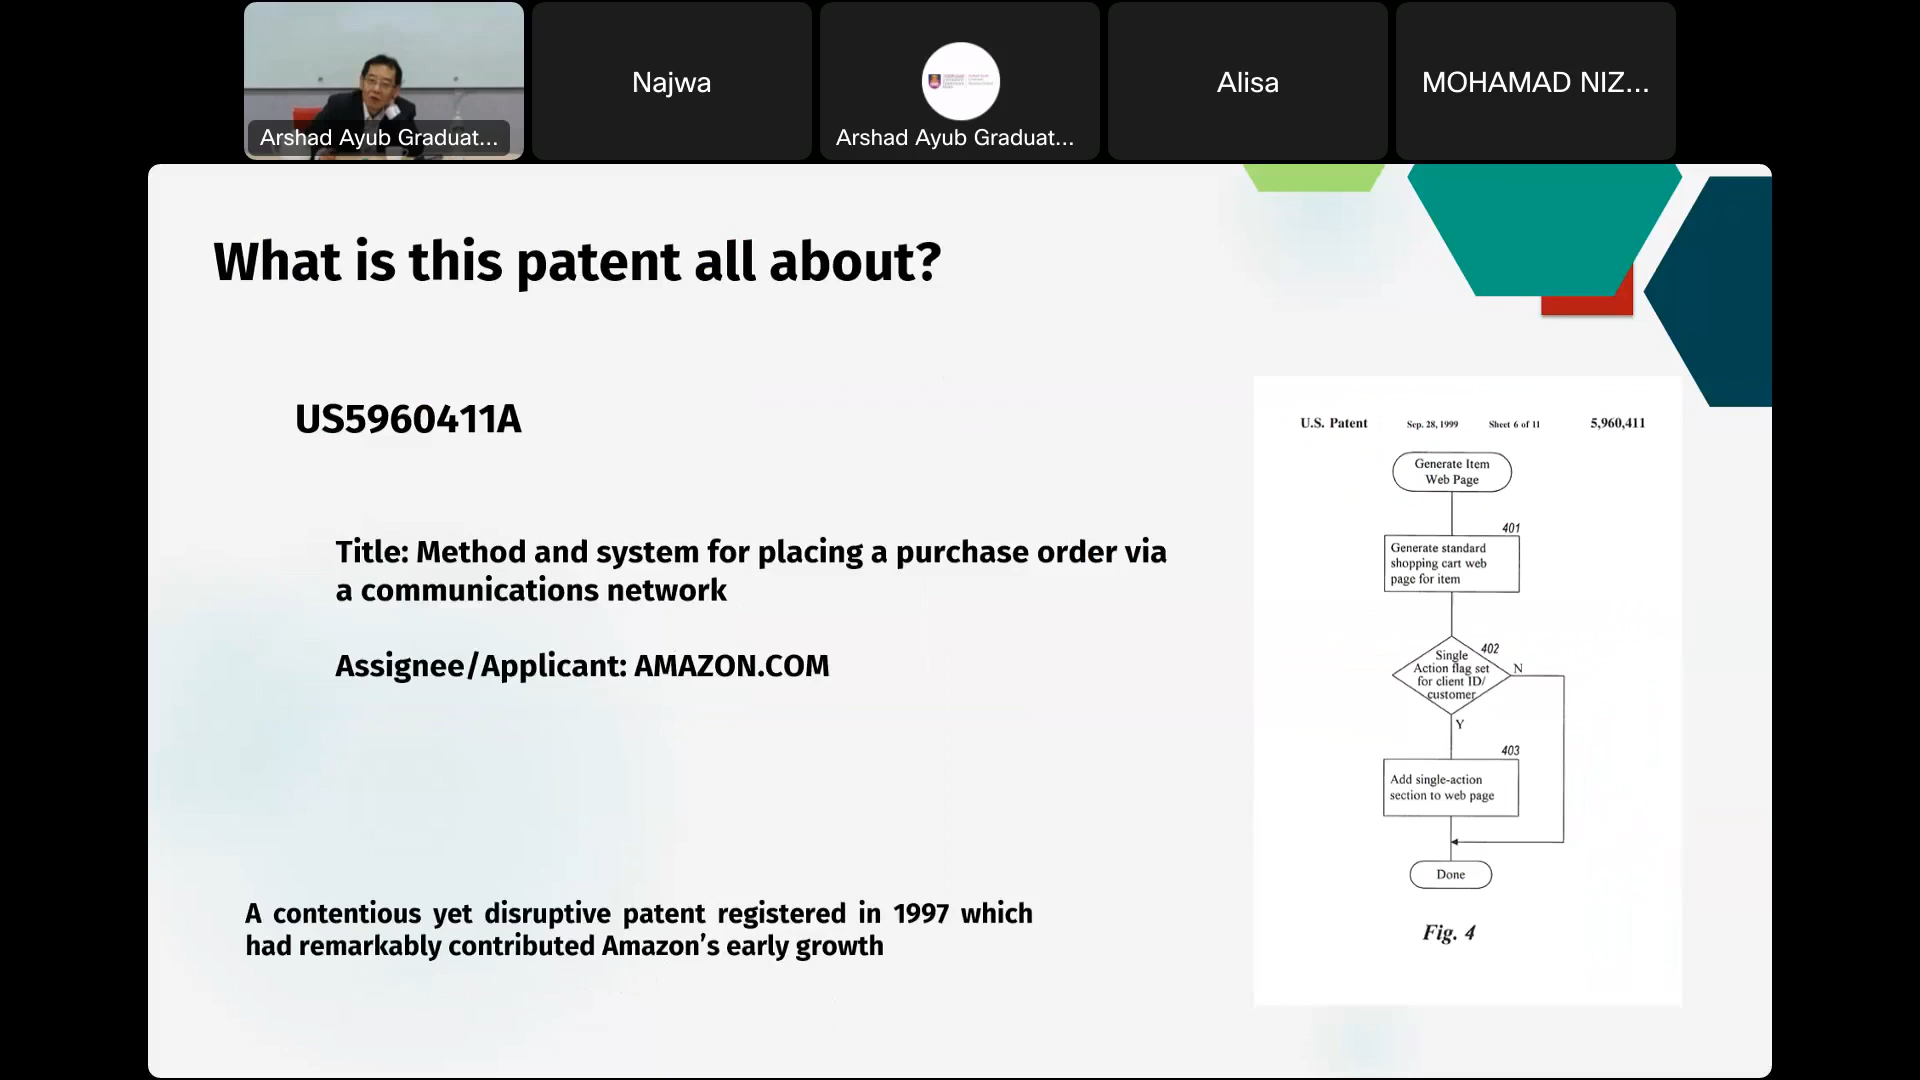 Arshad Ayub Graduat...
Najwa
Arshad Ayub Graduat...
Alisa
MOHAMAD NIZ...
What is this patent all about?
US5960411A
Title: Method and system for placing a purchase order via
a communications network
Assignee/Applicant: AMAZON.COM
A contentious yet disruptive patent registered in 1997 which
had remarkably contributed Amazon's early growth
U.S. Patent Sep. 28, 1999 Sheet 6 of 11 5,960,411
Generate Item
Web Page
401
Generate standard
shopping cart web
page for item
402
Single
Action flag set
for client ID/
customer
N
Y
403
Add single-action
section to web page
Done
Fig. 4